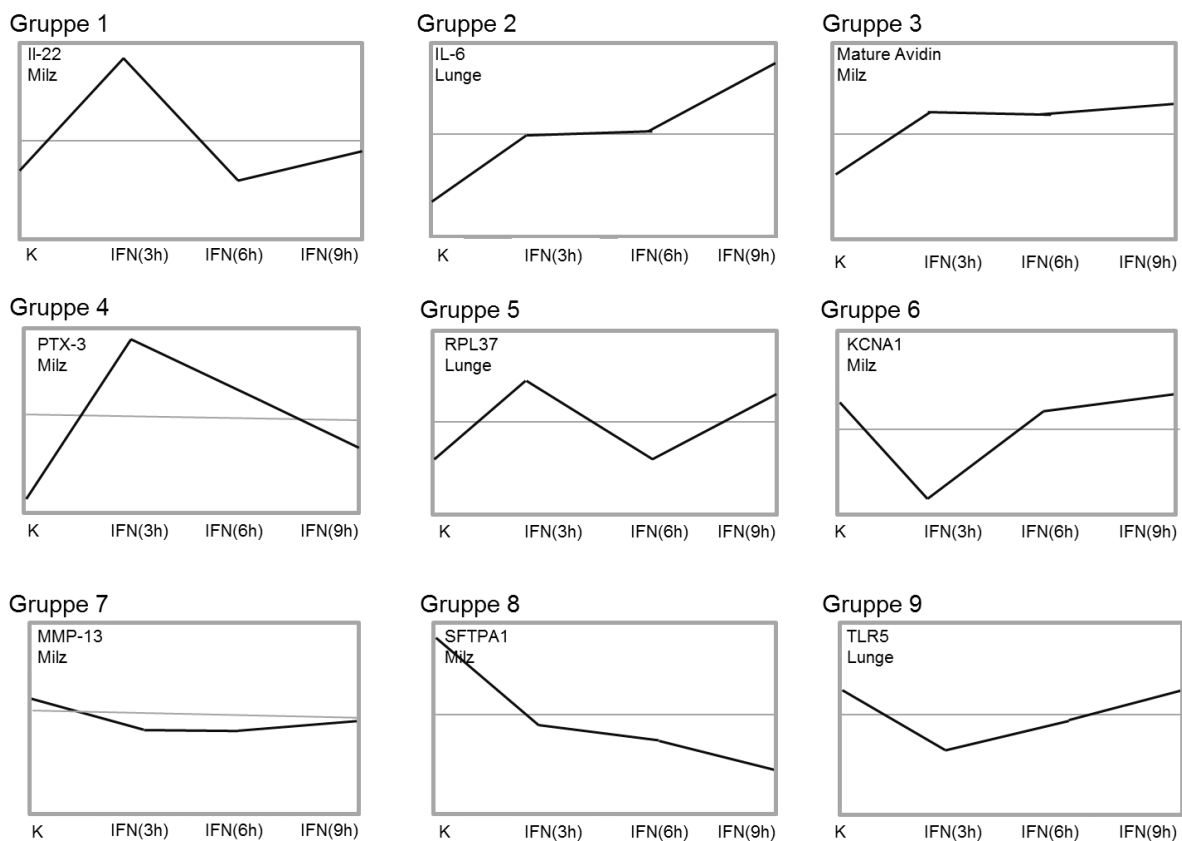 Gruppe 1
Il-22
Milz
K IFN(3h) IFN(6h) IFN(9h)
Gruppe 2
IL-6
Lunge
K IFN(3h) IFN(6h) IFN(9h)
Gruppe 3
Mature Avidin
Milz
K IFN(3h) IFN(6h) IFN(9h)
Gruppe 4
PTX-3
Milz
K IFN(3h) IFN(6h) IFN(9h)
Gruppe 5
RPL37
Lunge
K IFN(3h) IFN(6h) IFN(9h)
Gruppe 6
KCNA1
Milz
K IFN(3h) IFN(6h) IFN(9h)
Gruppe 7
MMP-13
Milz
K IFN(3h) IFN(6h) IFN(9h)
Gruppe 8
SFTPA1
Milz
K IFN(3h) IFN(6h) IFN(9h)
Gruppe 9
TLR5
Lunge
K IFN(3h) IFN(6h) IFN(9h)